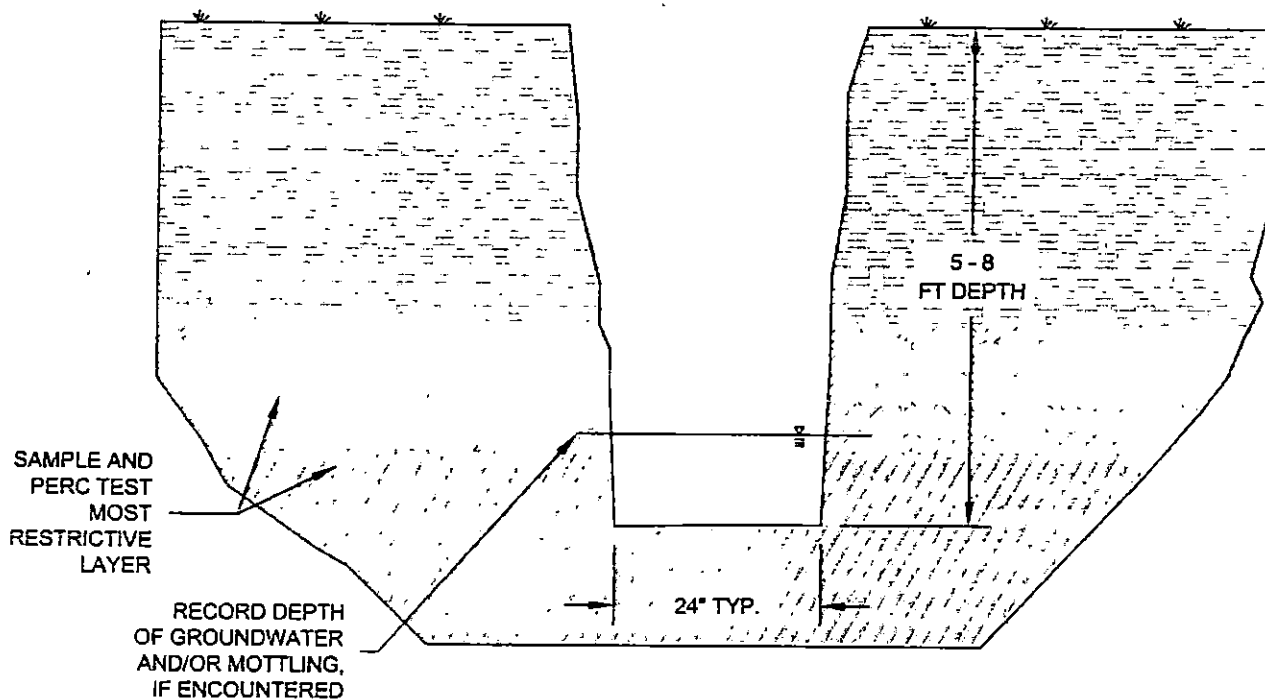 5 - 8
FT DEPTH
SAMPLE AND
PERC TEST
MOST
RESTRICTIVE
LAYER
24" TYP.
RECORD DEPTH
OF GROUNDWATER
AND/OR MOTTLING,
IF ENCOUNTERED